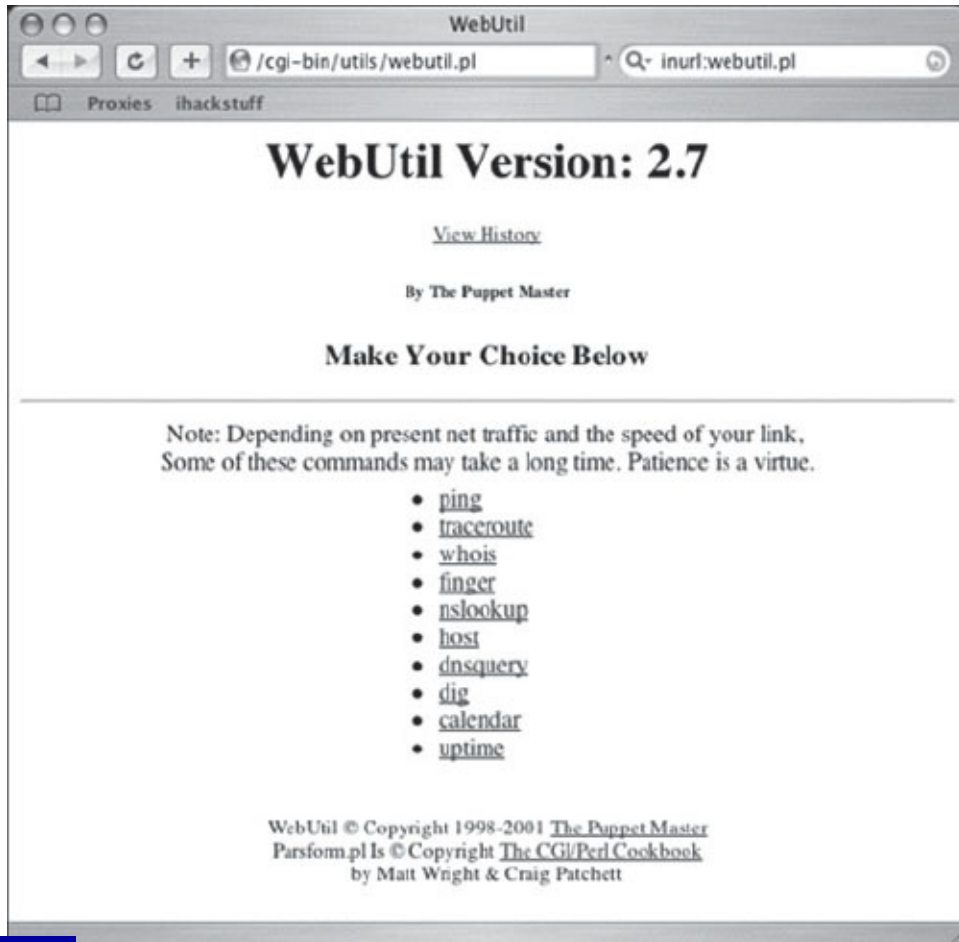 WebUtil
/cgi-bin/utils/webutil.pl
inurl:webutil.pl
Proxies ihackstuff
WebUtil Version: 2.7
View History
By The Puppet Master
Make Your Choice Below
Note: Depending on present net traffic and the speed of your link,
Some of these commands may take a long time. Patience is a virtue.
• ping
• traceroute
• whois
• finger
• nslookup
• host
• dnsquery
• dig
• calendar
• uptime
WebUtil © Copyright 1998-2001 The Puppet Master
Parsform.pl Is © Copyright The CGI/Perl Cookbook
by Matt Wright & Craig Patchett